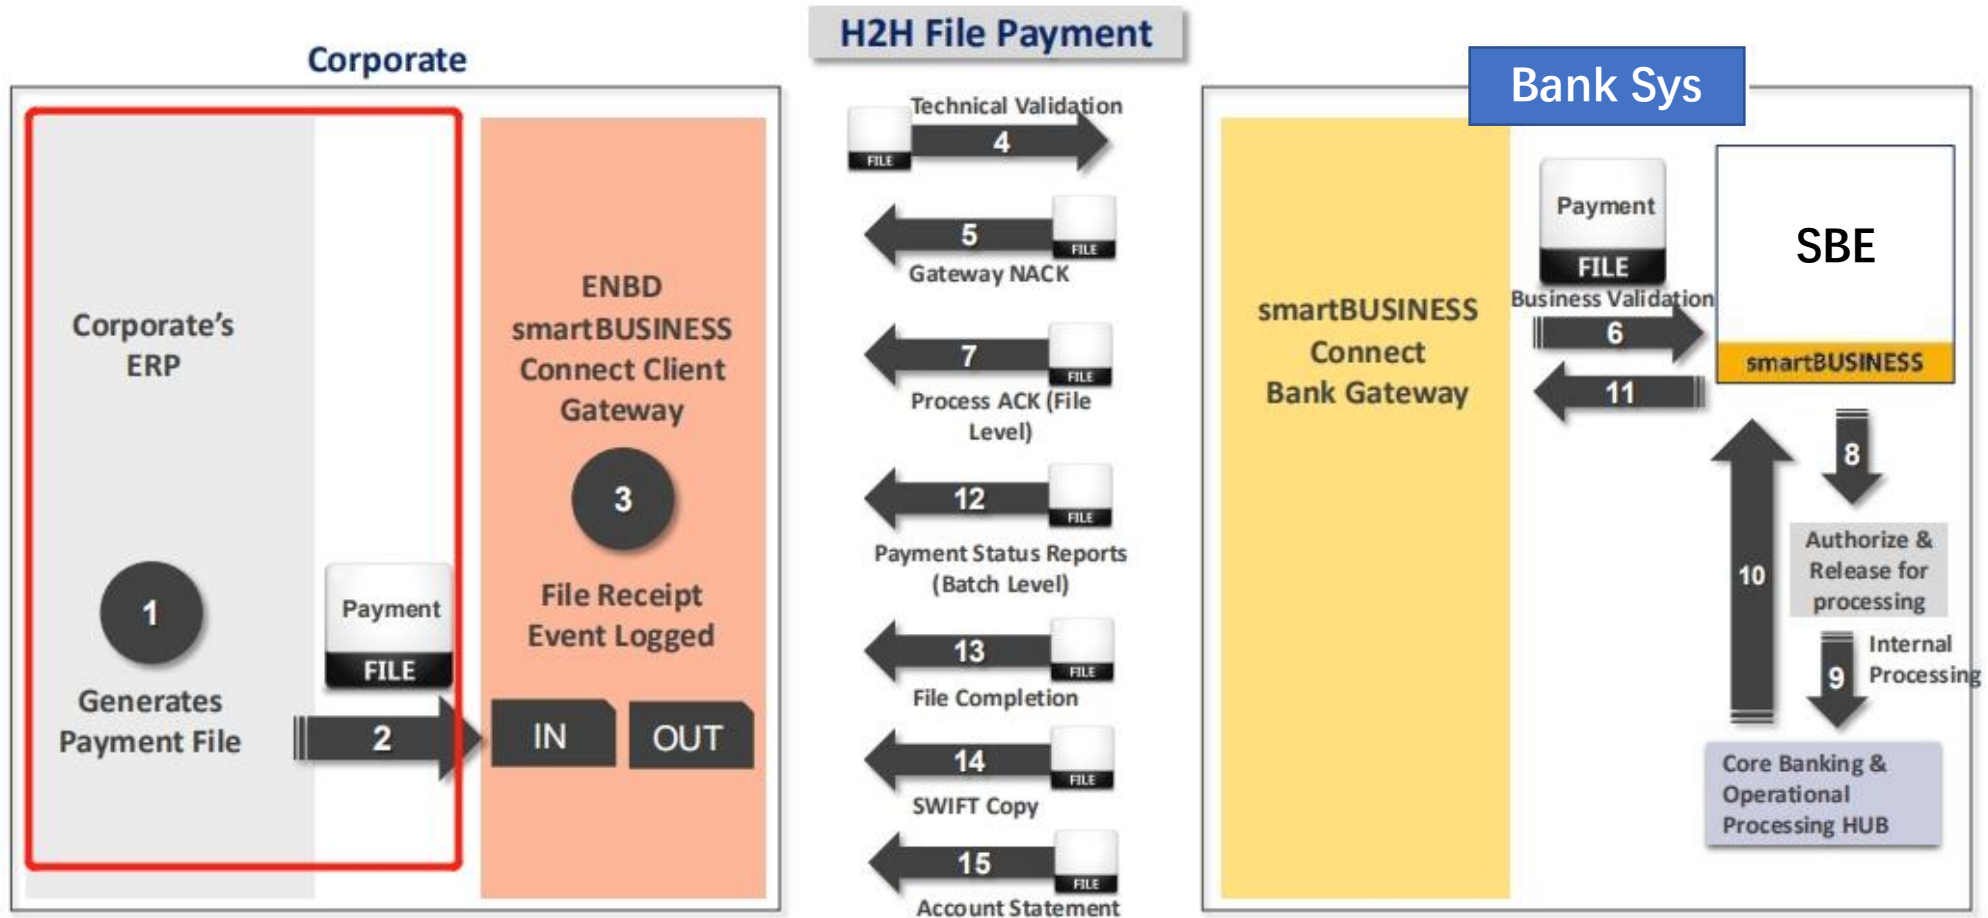 H2H File Payment
Corporate
Corporate's
ERP
1
Generates
Payment File
Payment
FILE
2
ENBD
smartBUSINESS
Connect Client
Gateway
3
File Receipt
Event Logged
IN
OUT
Technical Validation
FILE
4
5
FILE
Gateway NACK
7
FILE
Process ACK (File
Level)
12
FILE
Payment Status Reports
(Batch Level)
13
FILE
File Completion
14
FILE
SWIFT Copy
15
FILE
Account Statement
Bank Sys
smartBUSINESS
Connect
Bank Gateway
Payment
FILE
Business Validation
6
11
SBE
smartBUSINESS
8
10
Authorize &
Release for
processing
9
Internal
Processing
Core Banking &
Operational
Processing HUB